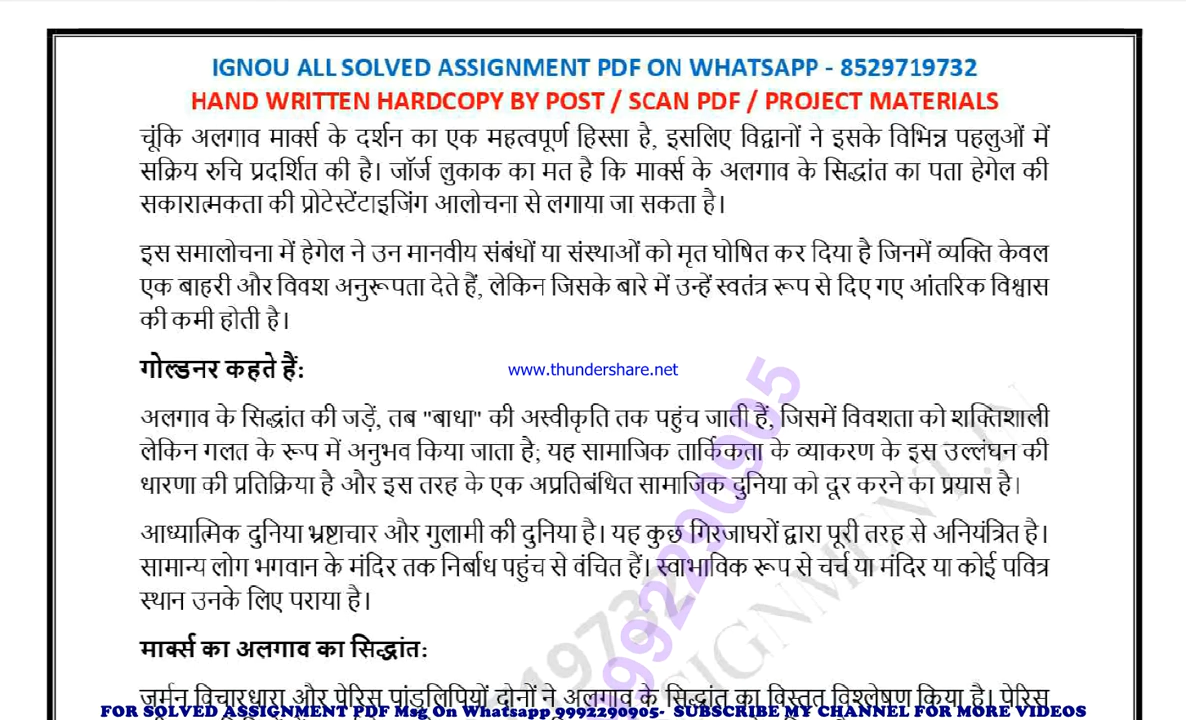 IGNOU ALL SOLVED ASSIGNMENT PDF ON WHATSAPP - 8529719732
HAND WRITTEN HARDCOPY BY POST / SCAN PDF / PROJECT MATERIALS
चूंकि अलगाव मार्क्स के दर्शन का एक महत्वपूर्ण हिस्सा है, इसलिए विद्वानों ने इसके विभिन्न पहलुओं में
सक्रिय रुचि प्रदर्शित की है। जॉर्ज लुकाक का मत है कि मार्क्स के अलगाव के सिद्धांत का पता हेगेल की
सकारात्मकता की प्रोटेस्टेंटाइजिंग आलोचना से लगाया जा सकता है।
इस समालोचना में हेगेल ने उन मानवीय संबंधों या संस्थाओं को मृत घोषित कर दिया है जिनमें व्यक्ति केवल
एक बाहरी और विवश अनुरूपता देते हैं, लेकिन जिसके बारे में उन्हें स्वतंत्र रूप से दिए गए आंतरिक विश्वास
की कमी होती है।
गोल्डनर कहते हैं:
www.thundershare.net
अलगाव के सिद्धांत की जड़ें, तब "बाधा" की अस्वीकृति तक पहुंच जाती हैं, जिसमें विवशता को शक्तिशाली
लेकिन गलत के रूप में अनुभव किया जाता है; यह सामाजिक तार्किकता के व्याकरण के इस उल्लंघन की
धारणा की प्रतिक्रिया है और इस तरह के एक अप्रतिबंधित सामाजिक दुनिया को दूर करने का प्रयास है।
आध्यात्मिक दुनिया भ्रष्टाचार और गुलामी की दुनिया है। यह कुछ गिरजाघरों द्वारा पूरी तरह से अनियंत्रित है।
सामान्य लोग भगवान के मंदिर तक निर्बाध पहुंच से वंचित हैं। स्वाभाविक रूप से चर्च या मंदिर या कोई पवित्र
स्थान उनके लिए पराया है।
मार्क्स का अलगाव का सिद्धांत:
जर्मन विचारधारा और पेरिस पांडुलिपियों दोनों ने अलगाव के सिद्धांत का विस्तृत विश्लेषण किया है। पेरिस
FOR SOLVED ASSIGNMENT PDF Msg On Whatsapp 9992290905- SUBSCRIBE MY CHANNEL FOR MORE VIDEOS